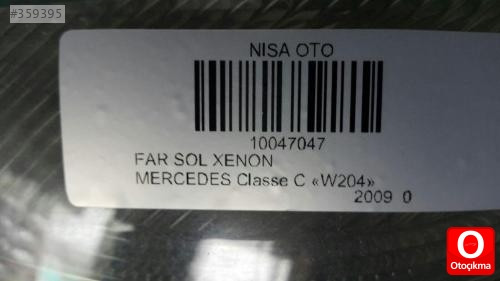 #359395
NISA OTO
10047047
FAR SOL XENON
MERCEDES Classe C «W204»
2009 0
O
Otoçıkma